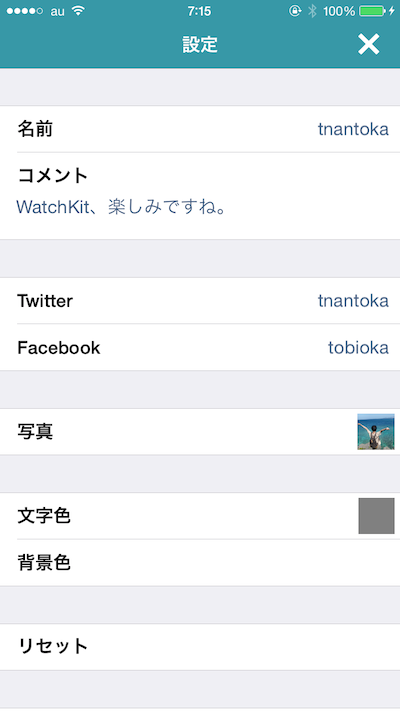 au 7:15 100%
設定
名前 tnantoka
コメント
WatchKit、楽しみですね。
Twitter tnantoka
Facebook tobioka
写真
文字色
背景色
リセット